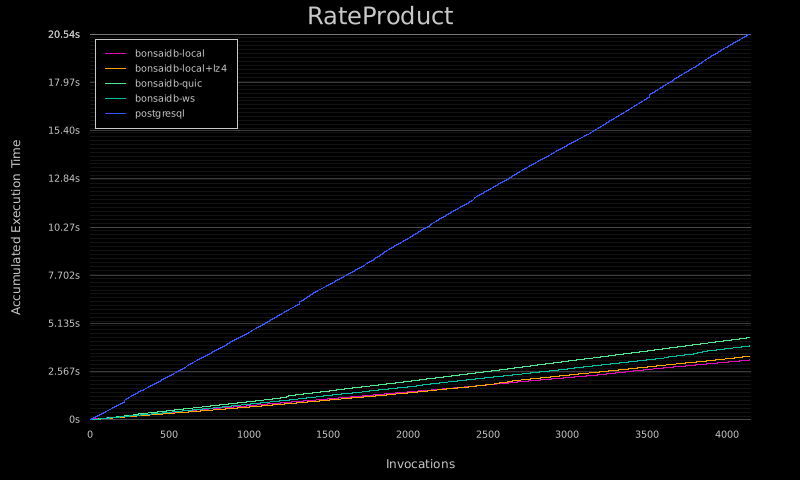 RateProduct
20.54s
17.97s
15.40s
12.84s
10.27s
7.702s
5.135s
2.567s
0s
Accumulated Execution Time
bonsaidb-local
bonsaidb-local+lz4
bonsaidb-quic
bonsaidb-ws
postgresql
0 500 1000 1500 2000 2500 3000 3500 4000
Invocations